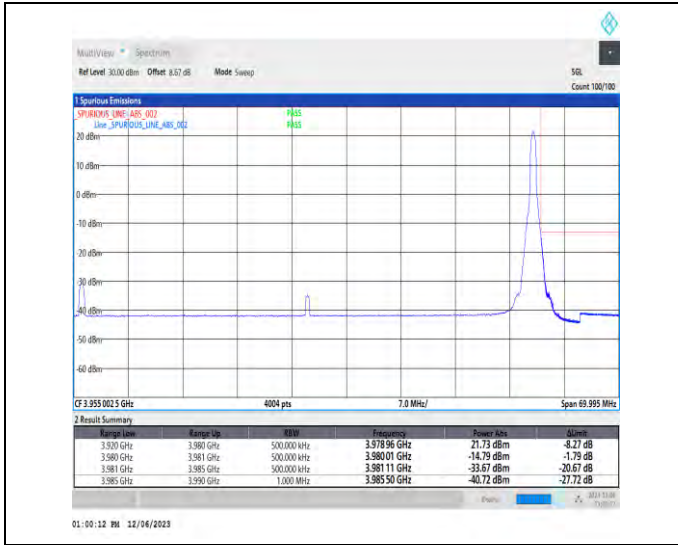 MultiView Spectrum
Ref Level 30.00 dBm Offset 8.67 dB Mode Sweep SGL
Count 100/100
1 Spurious Emissions
SPURIOUS_LINE_ABS_002 PASS
Line _SPURIOUS_LINE_ABS_002 PASS
20 dBm
10 dBm
0 dBm
-10 dBm
-20 dBm
-30 dBm
-40 dBm
-50 dBm
-60 dBm
CF 3.955 002 5 GHz 4004 pts 7.0 MHz/ Span 69.995 MHz
2 Result Summary
Range Low Range Up RBW Frequency Power Abs ΔLimit
3.920 GHz 3.980 GHz 500.000 kHz 3.978 96 GHz 21.73 dBm -8.27 dB
3.980 GHz 3.981 GHz 500.000 kHz 3.980 01 GHz -14.79 dBm -1.79 dB
3.981 GHz 3.985 GHz 500.000 kHz 3.981 11 GHz -33.67 dBm -20.67 dB
3.985 GHz 3.990 GHz 1.000 MHz 3.985 50 GHz -40.72 dBm -27.72 dB
01:00:12 PM 12/06/2023